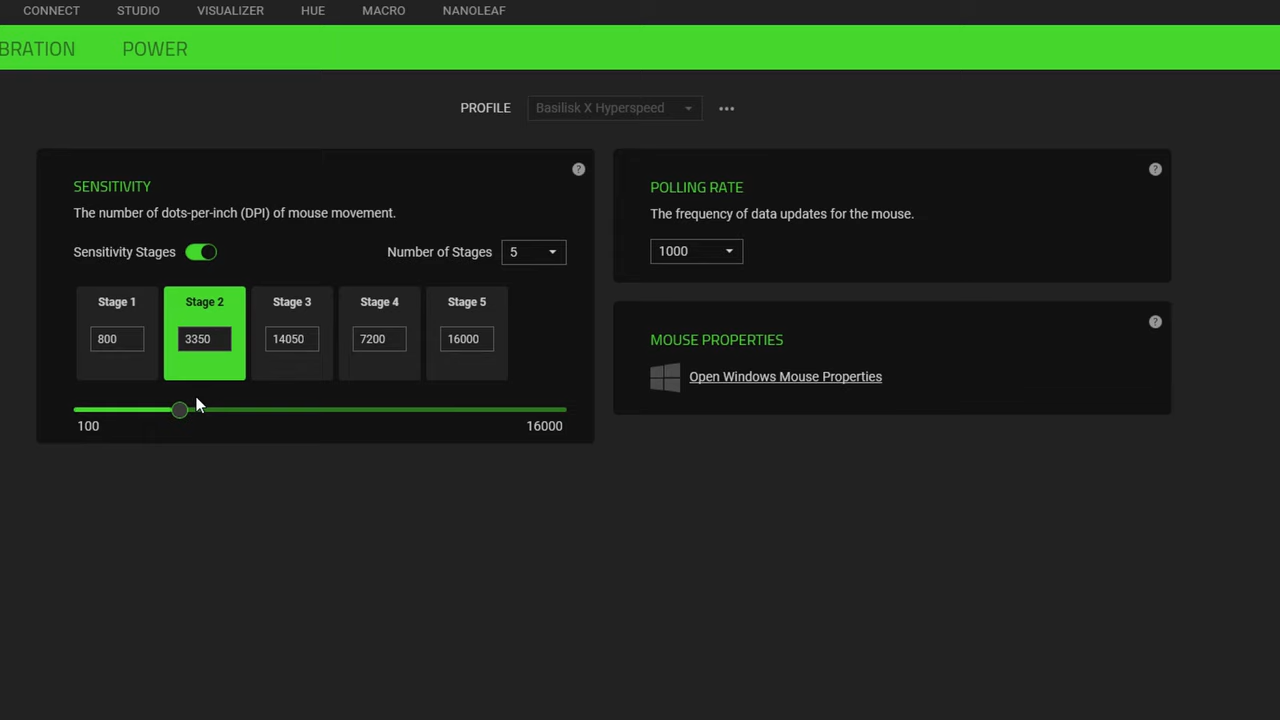 CONNECT STUDIO VISUALIZER HUE MACRO NANOLEAF
BRATION POWER
PROFILE Basilisk X Hyperspeed
SENSITIVITY
The number of dots-per-inch (DPI) of mouse movement.
Sensitivity Stages Number of Stages 5
Stage 1 Stage 2 Stage 3 Stage 4 Stage 5
800 3350 14050 7200 16000
100 16000
POLLING RATE
The frequency of data updates for the mouse.
1000
MOUSE PROPERTIES
Open Windows Mouse Properties